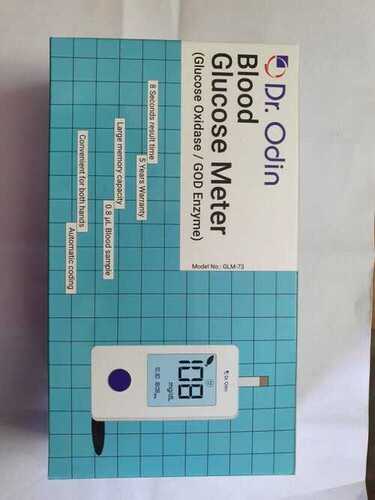 Dr. Odin
Blood
Glucose Meter
(Glucose Oxidase / GOD Enzyme)
Model No.: GLM-73
8 Seconds result time
5 Years Warranty
Large memory capacity
0.8 µL Blood sample
Convenient for both hands
Automatic coding
Dr. Odin
108
mg/dL